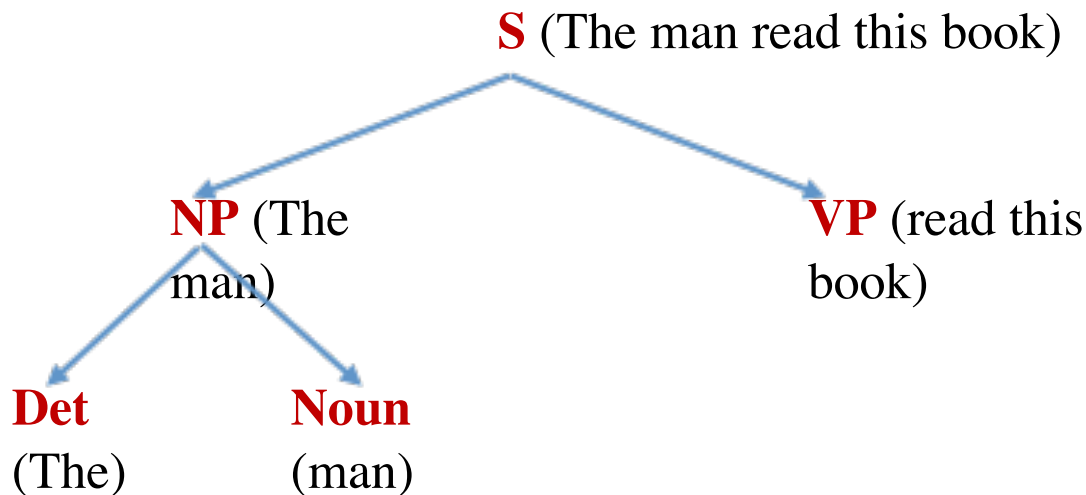 S (The man read this book)
NP (The
man)
VP (read this
book)
Det
(The)
Noun
(man)